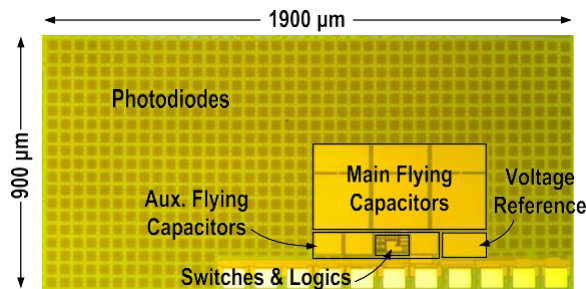 1900 µm
900 µm
Photodiodes
Main Flying
Capacitors
Voltage
Reference
Aux. Flying
Capacitors
Switches & Logics